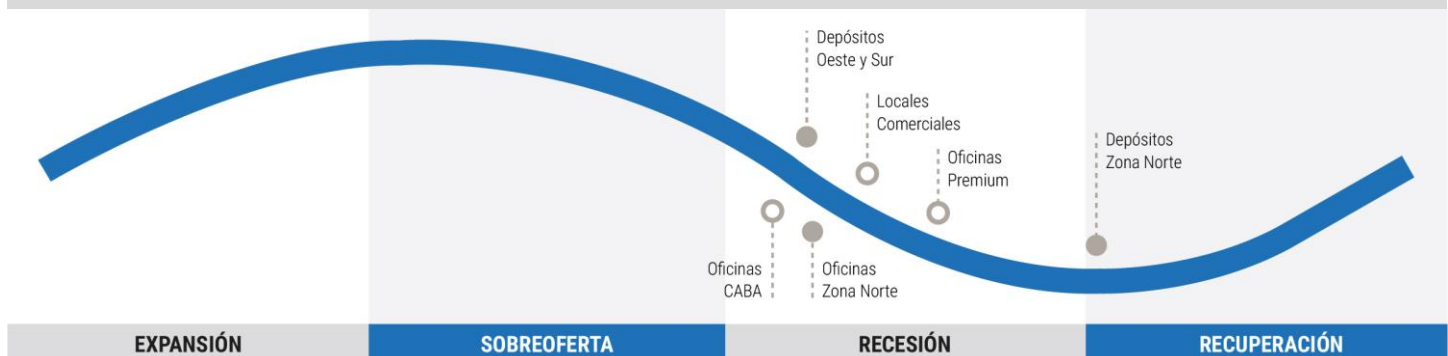 Depósitos
Oeste y Sur
Locales
Comerciales
Oficinas
Premium
Depósitos
Zona Norte
Oficinas
CABA
Oficinas
Zona Norte
EXPANSIÓN
SOBREOFERTA
RECESIÓN
RECUPERACIÓN